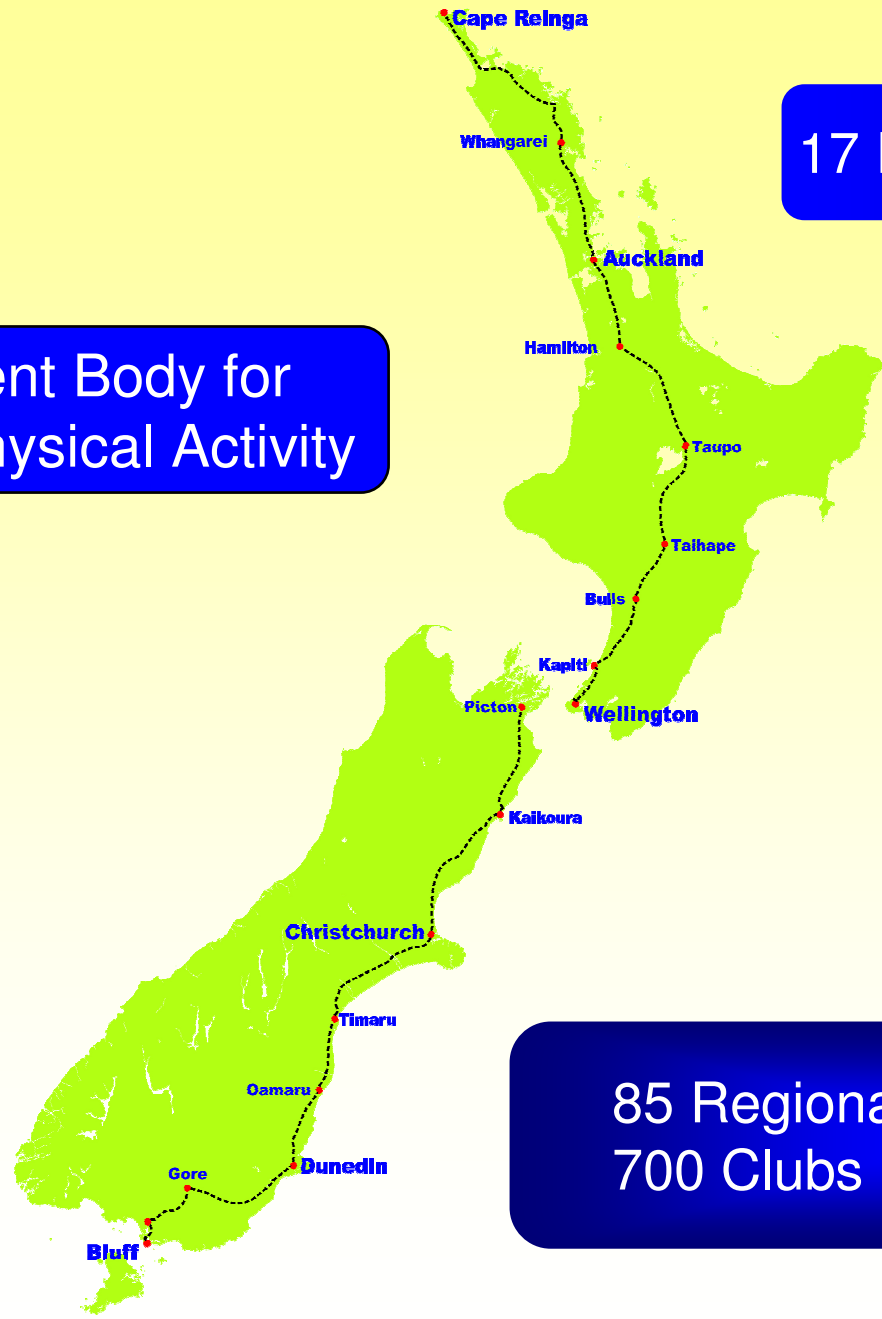 Cape Reinga
17
Whangarei
Auckland
Hamilton
ent Body for
ysical Activity
Taupo
Taihape
Bulls
Kapiti
Picton
Wellington
Kaikoura
Christchurch
Timaru
85 Regiona
700 Clubs
Oamaru
Dunedin
Gore
Bluff